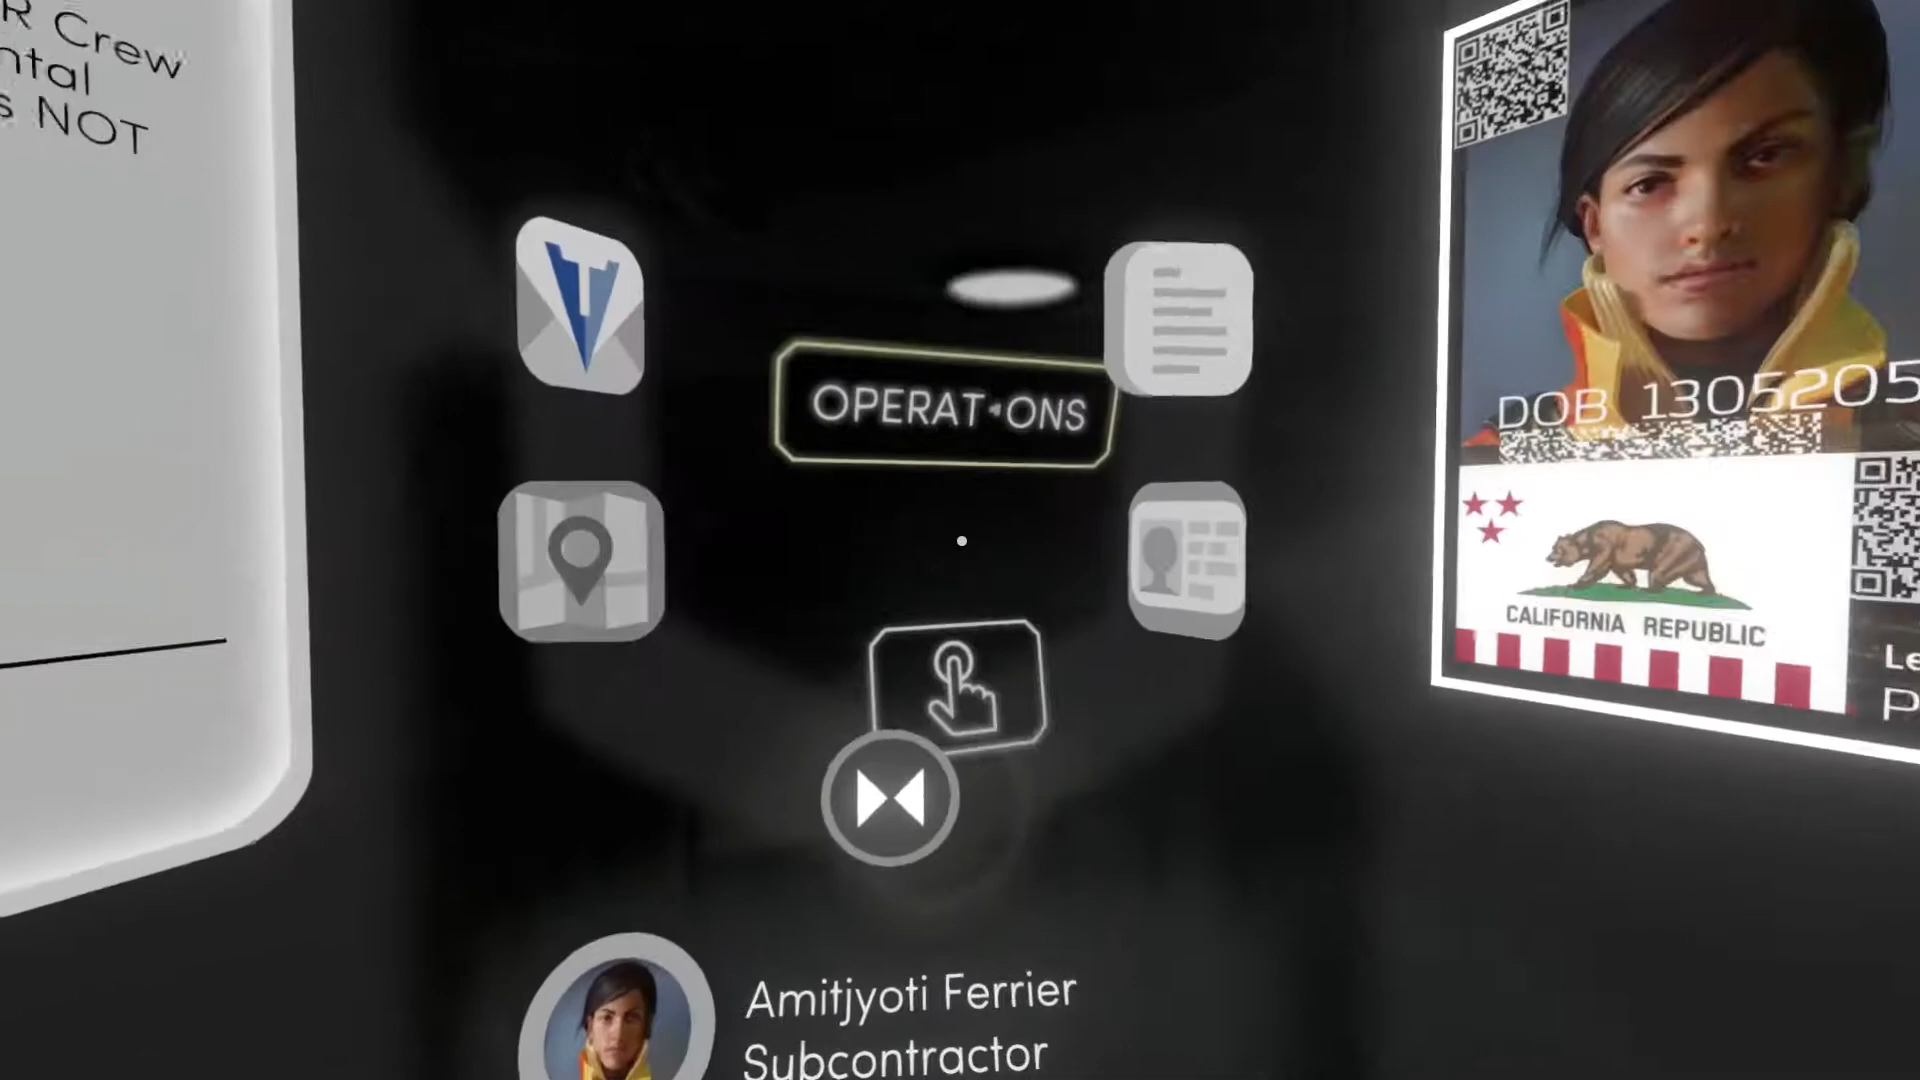 R Crew
ntal
s NOT
OPERAT ONS
DOB 1305205
CALIFORNIA REPUBLIC
Le
P
T
Amitjyoti Ferrier
Subcontractor